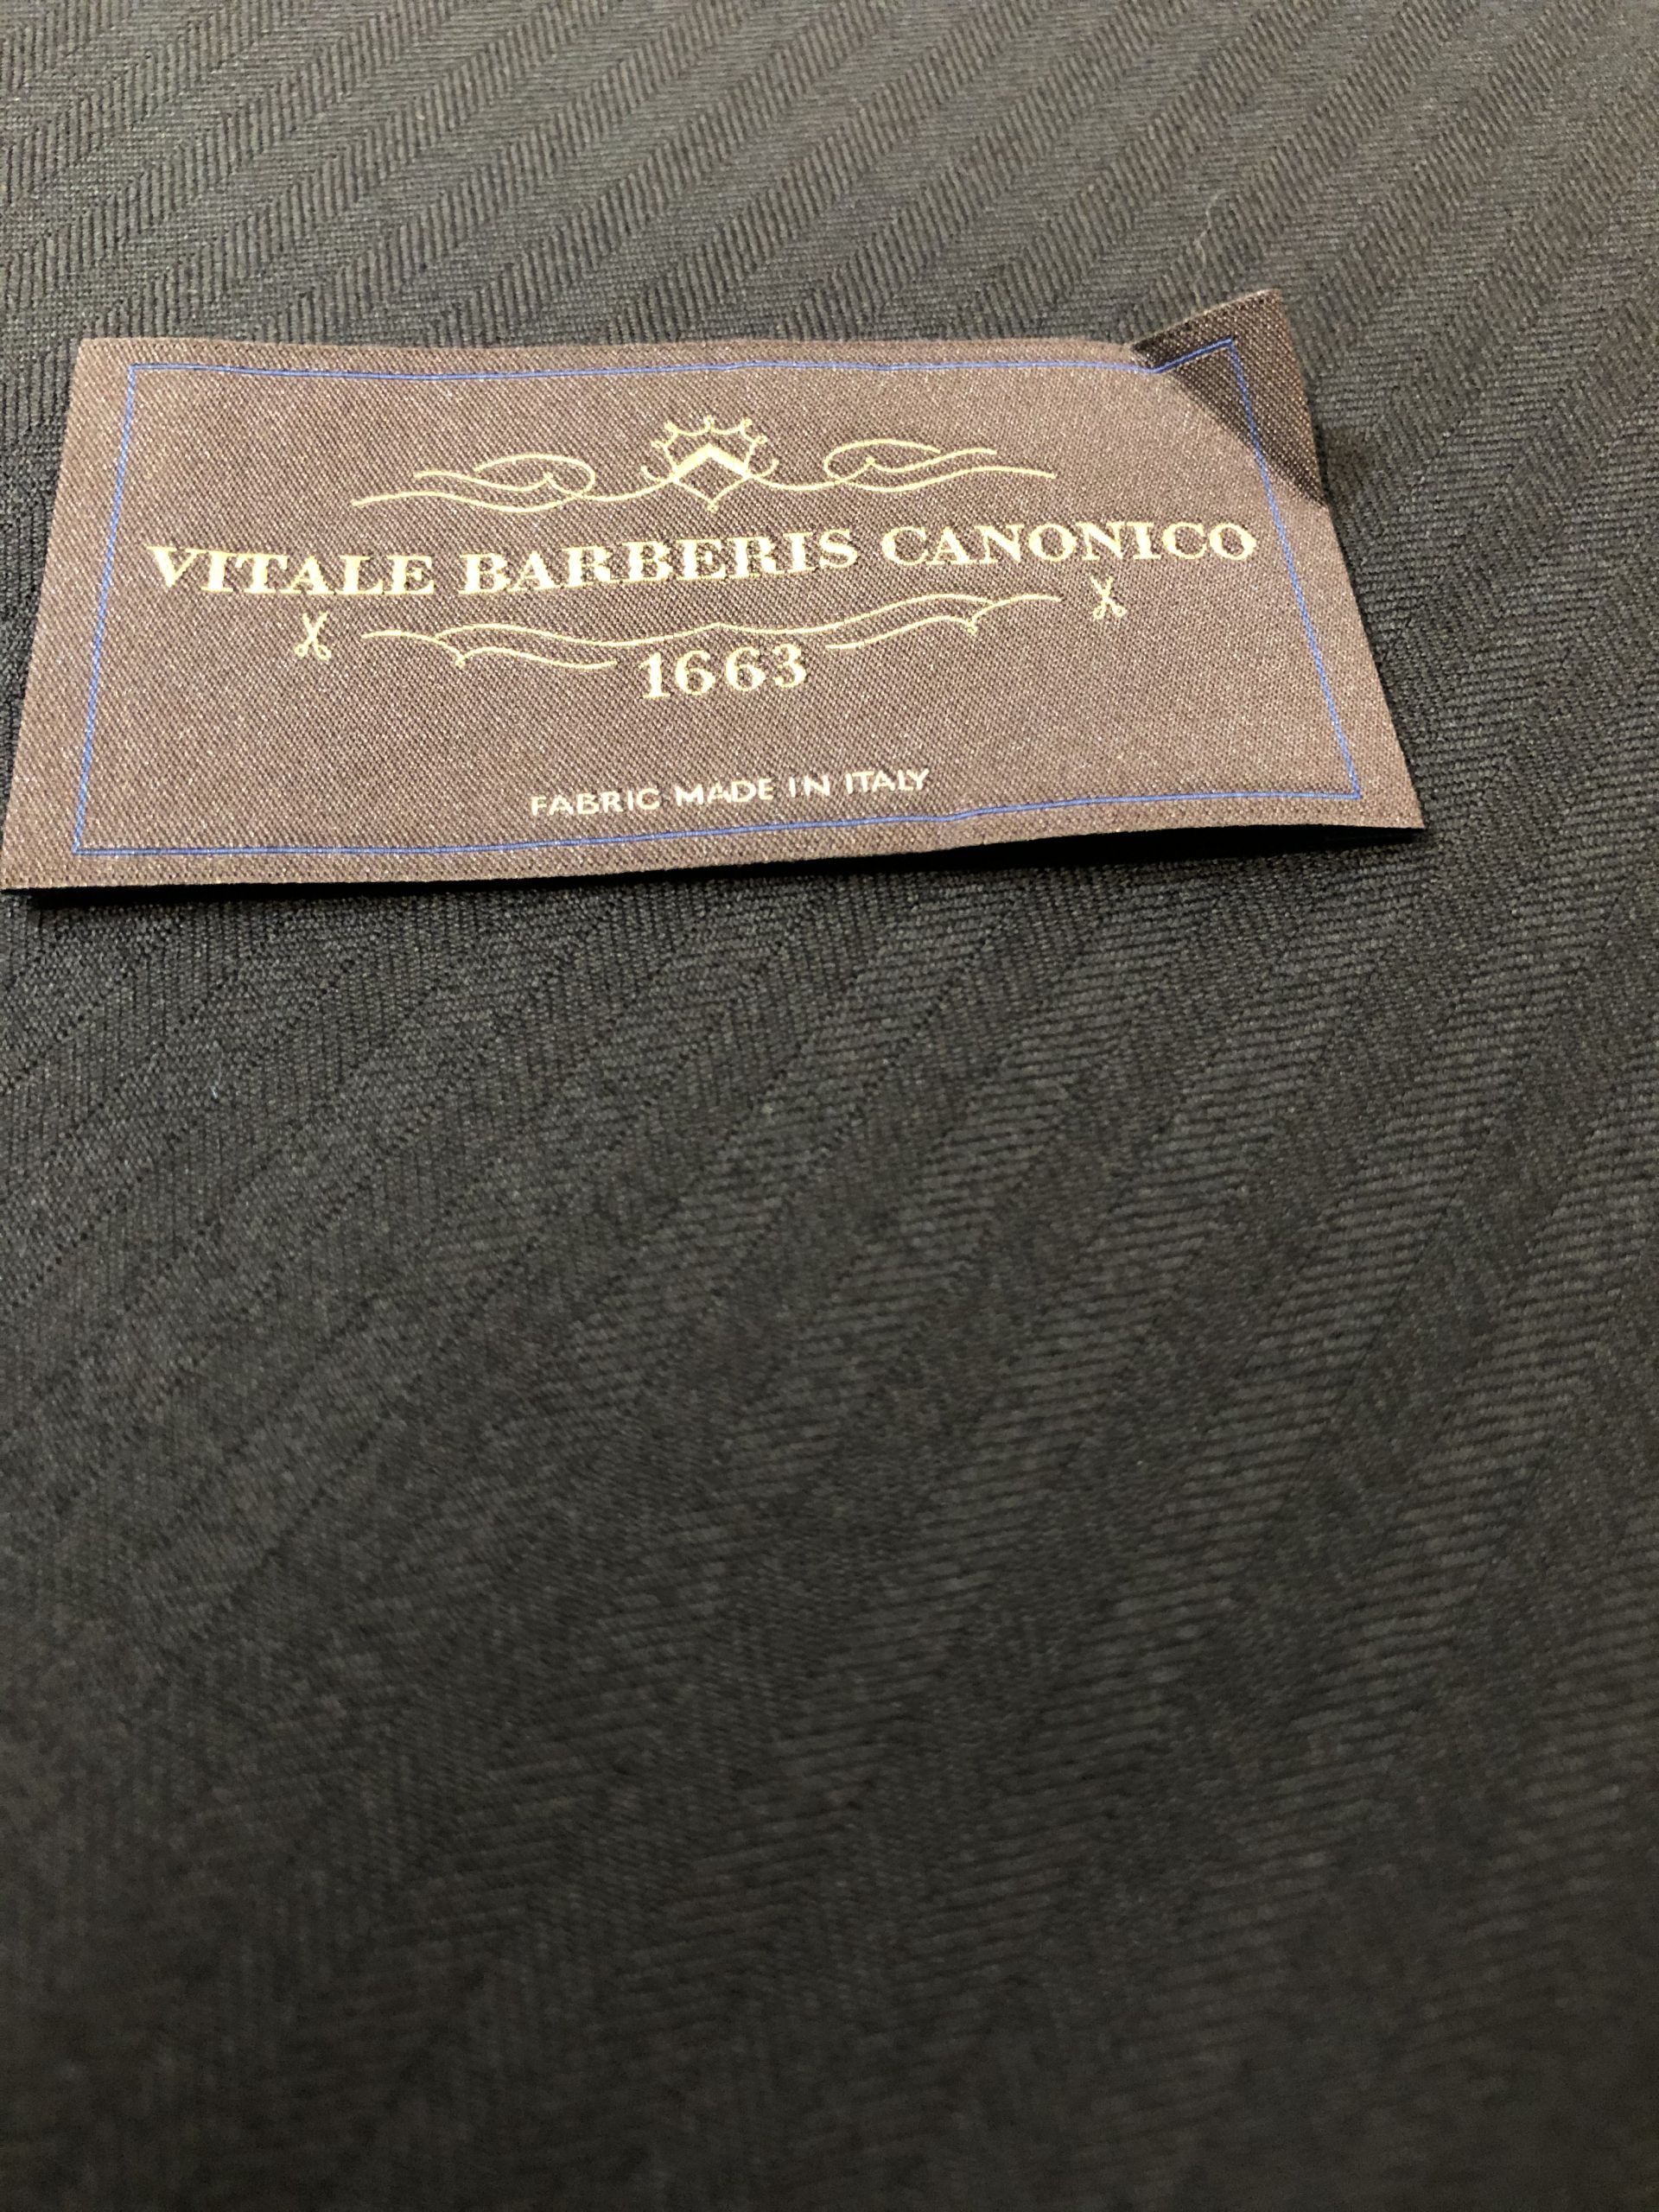 VITALE BARBERIS CANONICO
1663
FABRIC MADE IN ITALY